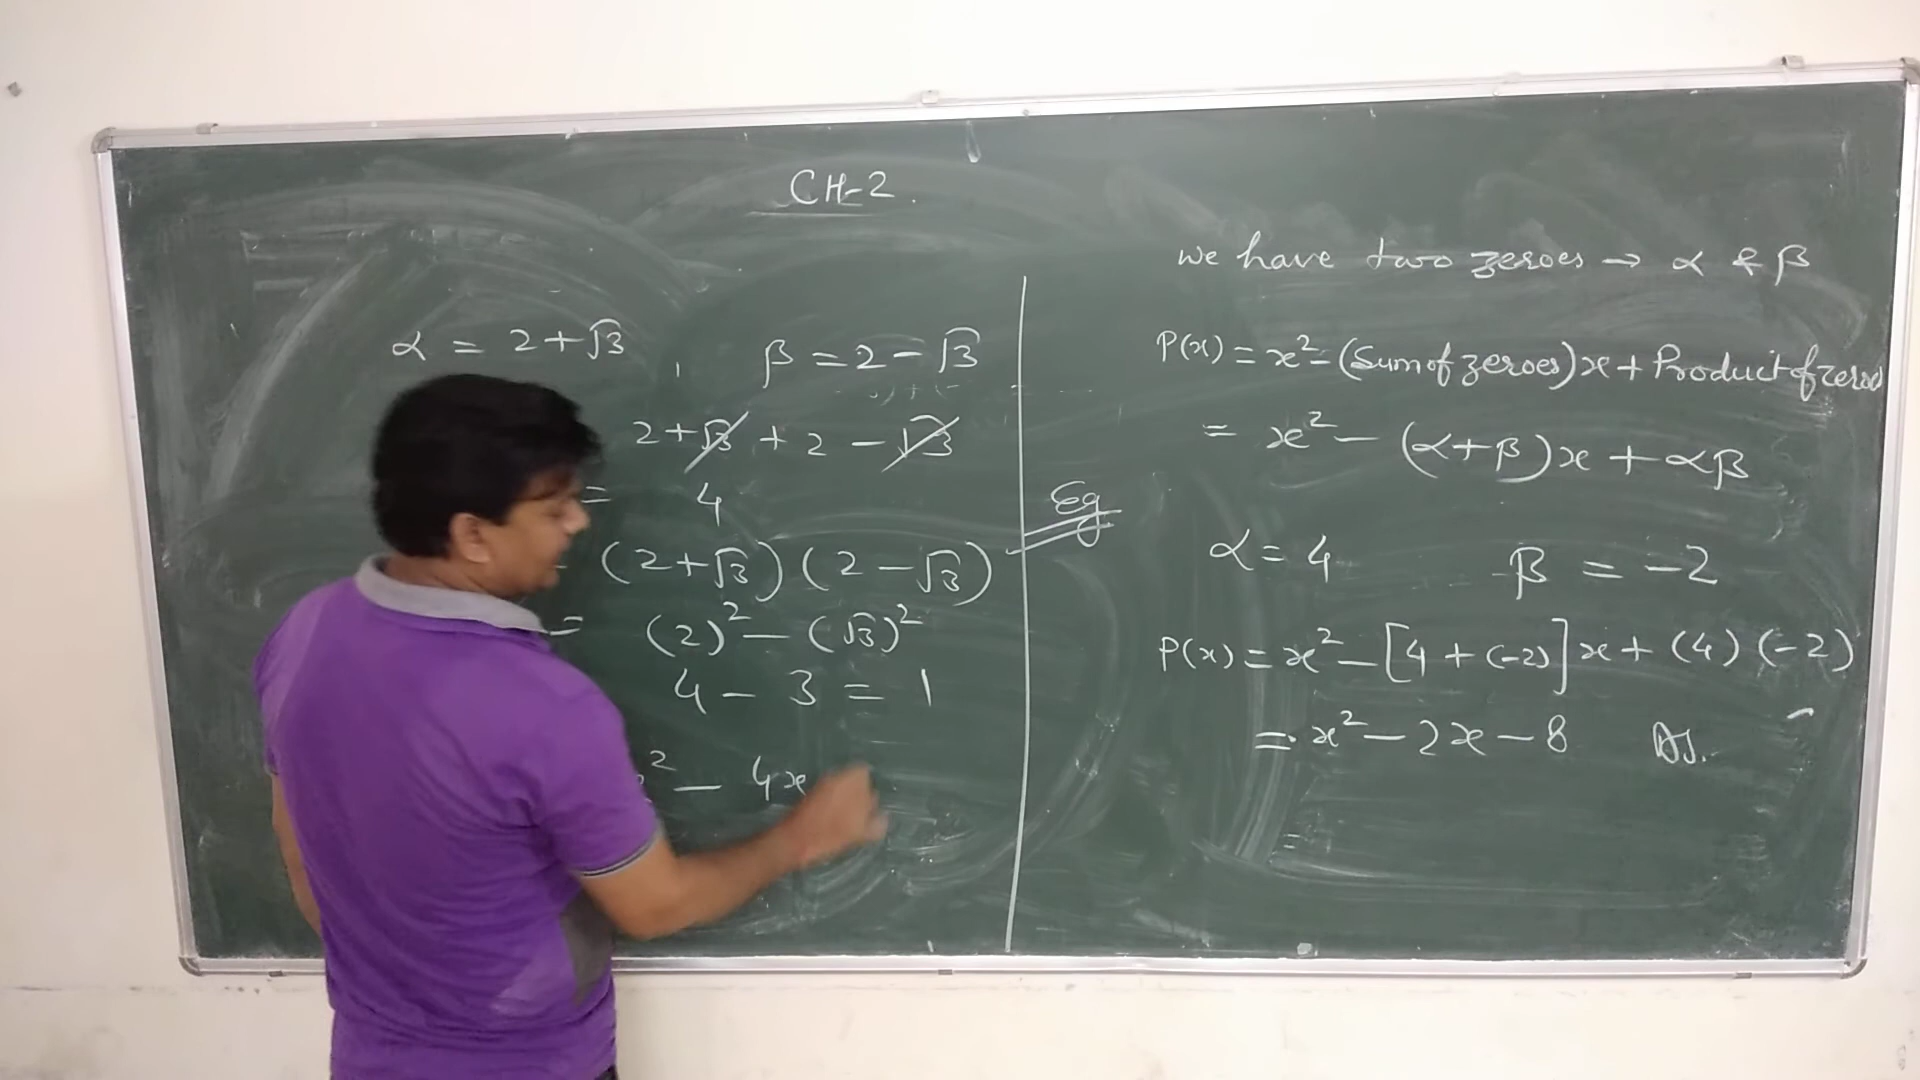 CH-2.
α = 2+√3 , β = 2 - √3
2+√3 + 2 - √3
= 4
(2+√3) (2-√3)
= (2)² - (√3)²
4 - 3 = 1
² - 4x
we have two zeroes → α & β
P(x) = x² - (Sum of zeroes)x + Product of zeroes
= x² - (α+β)x + αβ
Eg
α = 4 β = -2
P(x) = x² - [4 + (-2)]x + (4)(-2)
= x² - 2x - 8